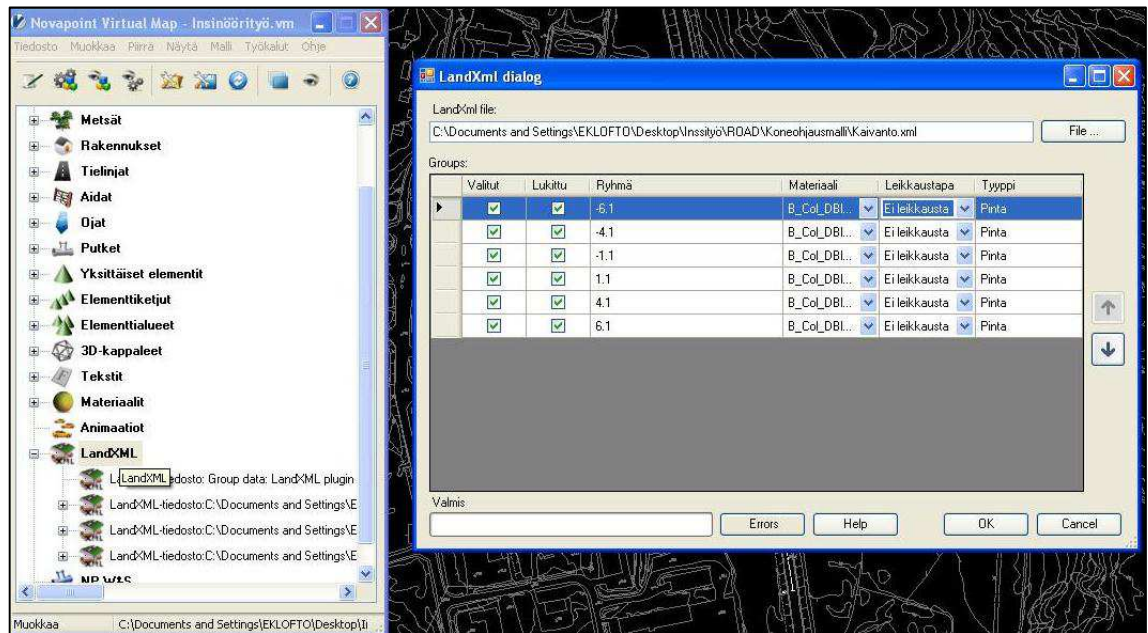 Novapoint Virtual Map - Insinöörityö.vm
Tiedosto Muokkaa Piirrä Näytä Malli Työkalut Ohje
Metsät
Rakennukset
Tielinjat
Aidat
Ojat
Putket
Yksittäiset elementit
Elementtiketjut
Elementtialueet
3D-kappaleet
Tekstit
Materiaalit
Animaatiot
LandXML
LandXML
edosto: Group data: LandXML plugin
LandXML-tiedosto:C:\Documents and Settings\E
LandXML-tiedosto:C:\Documents and Settings\E
LandXML-tiedosto:C:\Documents and Settings\E
NP W&S
Muokkaa C:\Documents and Settings\EKLOFTO\Desktop\I
LandXml dialog
LandXml file:
C:\Documents and Settings\EKLOFTO\Desktop\Inssityö\ROAD\Koneohjausmalli\Kaivanto.xml File ...
Groups:
Valitut Lukittu Ryhmä Materiaali Leikkaustapa Tyyppi
-6.1 B_Col_DBl... Ei leikkausta Pinta
-4.1 B_Col_DBl... Ei leikkausta Pinta
-1.1 B_Col_DBl... Ei leikkausta Pinta
1.1 B_Col_DBl... Ei leikkausta Pinta
4.1 B_Col_DBl... Ei leikkausta Pinta
6.1 B_Col_DBl... Ei leikkausta Pinta
Valmis
Errors Help OK Cancel